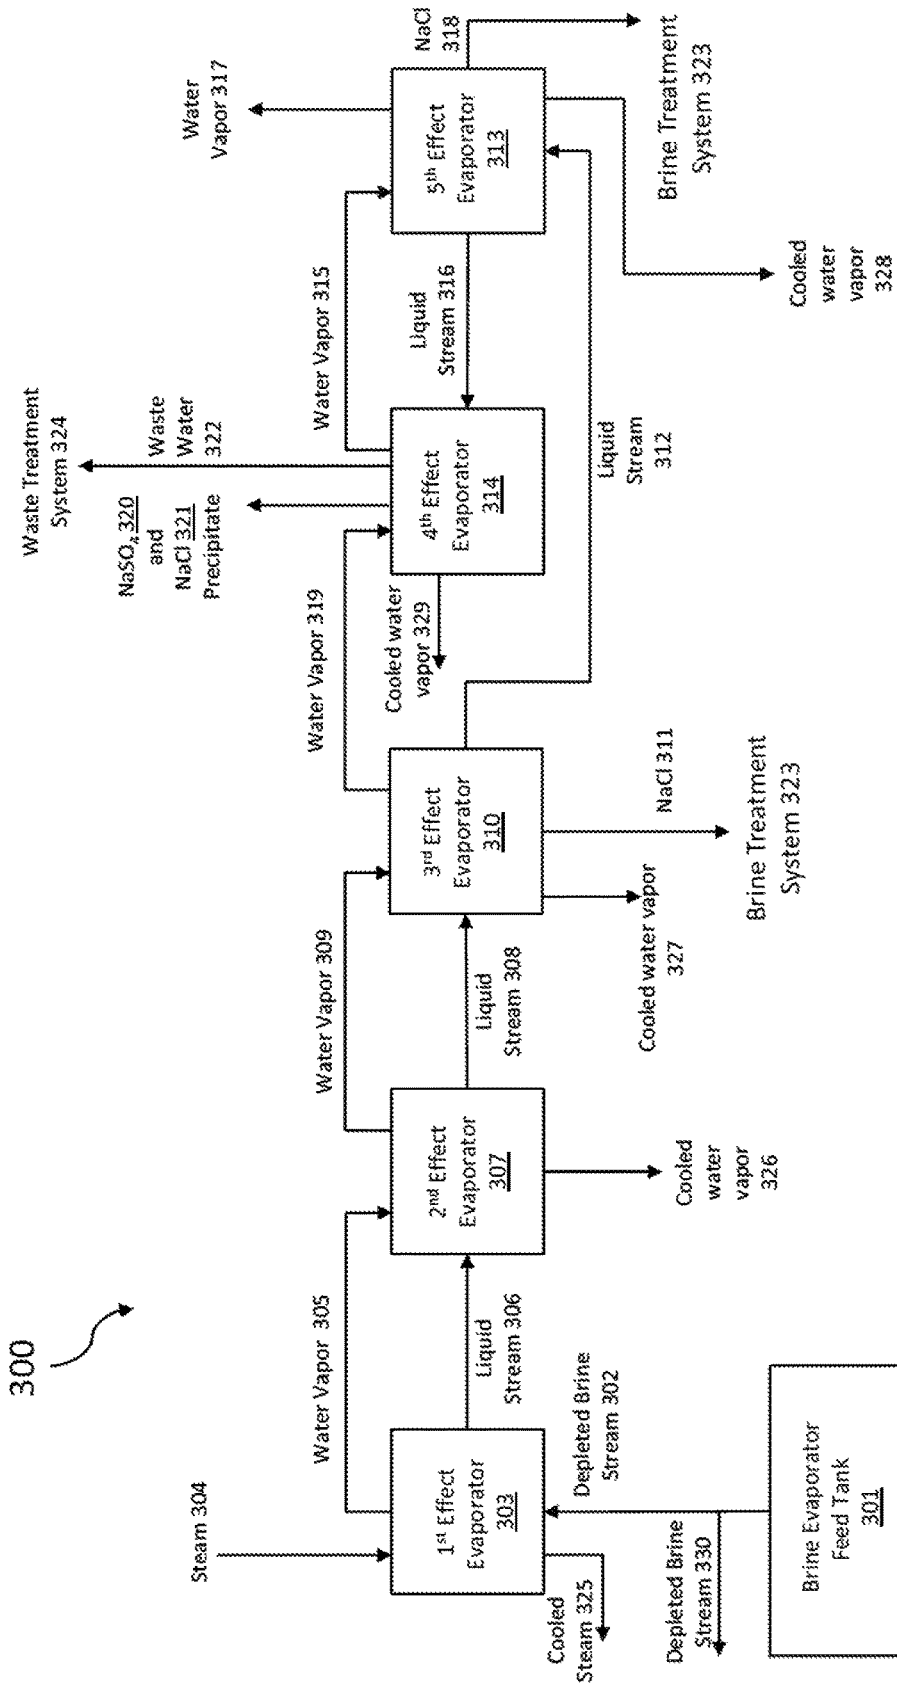 300
Steam 304
Water Vapor 305
Water Vapor 309
Water Vapor 319
NaSO4 320
and
NaCl 321
Precipitate
Waste Treatment
System 324
Waste
Water
322
Water Vapor 315
Water
Vapor 317
NaCl
318
1st Effect
Evaporator
303
Liquid
Stream 306
2nd Effect
Evaporator
307
Liquid
Stream 308
3rd Effect
Evaporator
310
Cooled water
vapor 329
4th Effect
Evaporator
314
Liquid
Stream 316
5th Effect
Evaporator
313
Cooled
Steam 325
Depleted Brine
Stream 302
Depleted Brine
Stream 330
Brine Evaporator
Feed Tank
301
Cooled
water
vapor
326
Cooled water vapor
327
NaCl 311
Brine Treatment
System 323
Liquid
Stream
312
Cooled
water
vapor
328
Brine Treatment
System 323